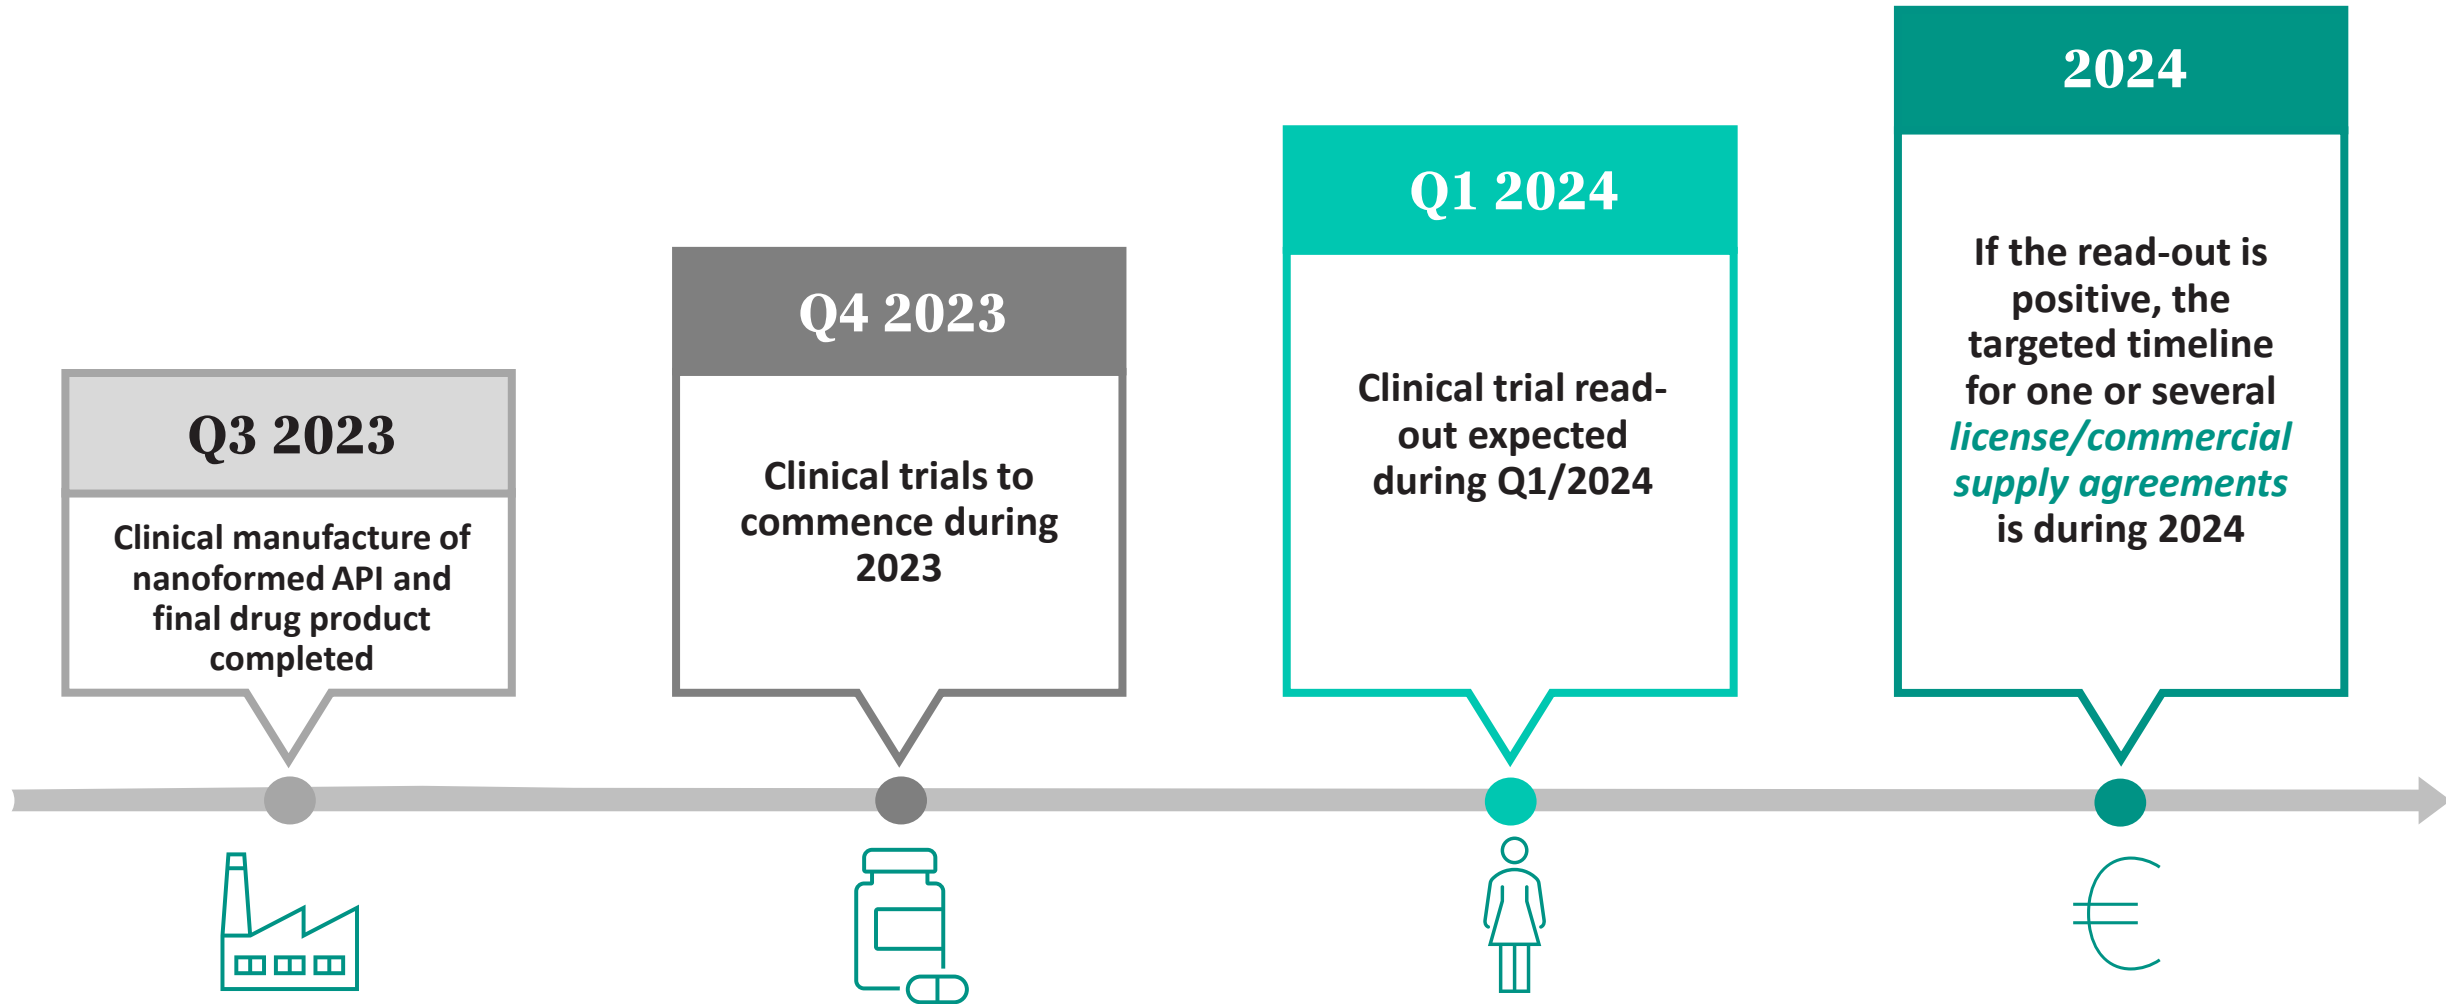 Q3 2023
Clinical manufacture of
nanoformed API and
final drug product
completed
Q4 2023
Clinical trials to
commence during
2023
Q1 2024
Clinical trial read-
out expected
during Q1/2024
2024
If the read-out is
positive, the
targeted timeline
for one or several
license/commercial
supply agreements
is during 2024
€